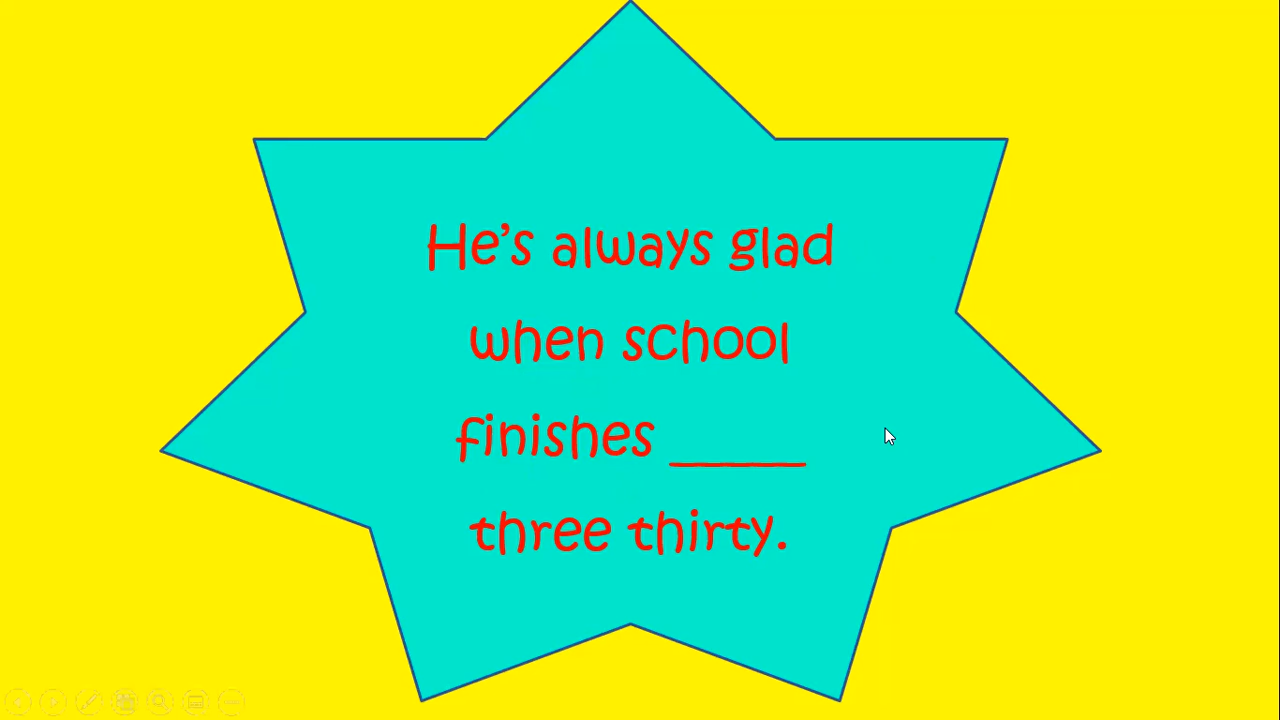 He's always glad
when school
finishes _____
three thirty.